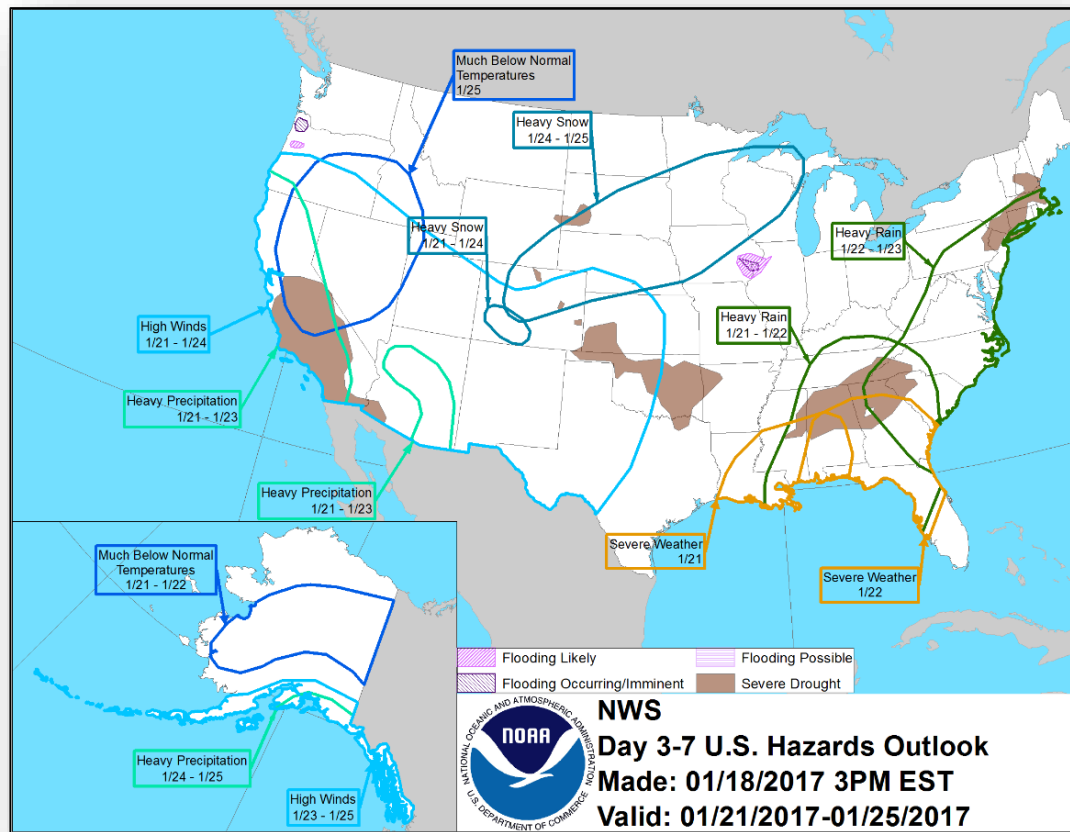 Much Below Normal
Temperatures
1/25
Heavy Snow
1/24 - 1/25
Heavy Snow
1/21 - 1/24
Heavy Rain
1/22 - 1/23
Heavy Rain
1/21 - 1/22
High Winds
1/21 - 1/24
Heavy Precipitation
1/21 - 1/23
Heavy Precipitation
1/21 - 1/23
Severe Weather
1/21
Severe Weather
1/22
Much Below Normal
Temperatures
1/21 - 1/22
Heavy Precipitation
1/24 - 1/25
High Winds
1/23 - 1/25
Flooding Likely
Flooding Possible
Flooding Occurring/Imminent
Severe Drought
NATIONAL OCEANIC AND ATMOSPHERIC ADMINISTRATION
NOAA
U.S. DEPARTMENT OF COMMERCE
NWS
Day 3-7 U.S. Hazards Outlook
Made: 01/18/2017 3PM EST
Valid: 01/21/2017-01/25/2017